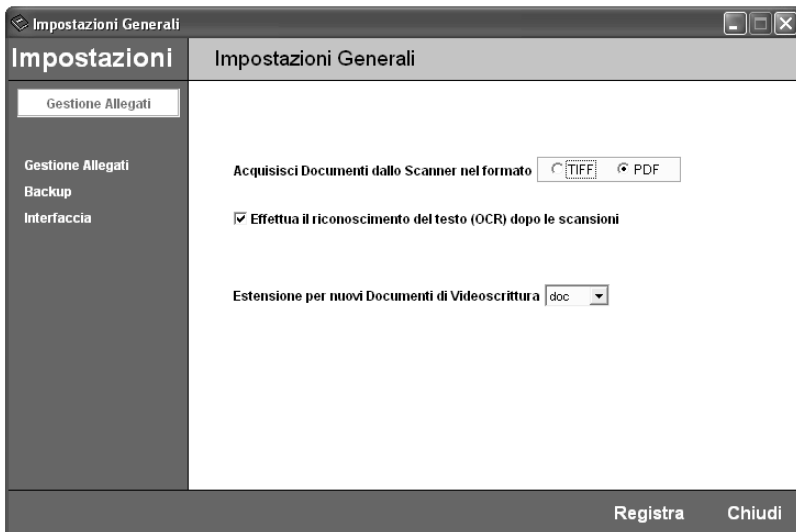 Impostazioni Generali
Impostazioni
Impostazioni Generali
Gestione Allegati
Gestione Allegati
Backup
Interfaccia
Acquisisci Documenti dallo Scanner nel formato TIFF PDF
Effettua il riconoscimento del testo (OCR) dopo le scansioni
Estensione per nuovi Documenti di Videoscrittura doc
Registra Chiudi